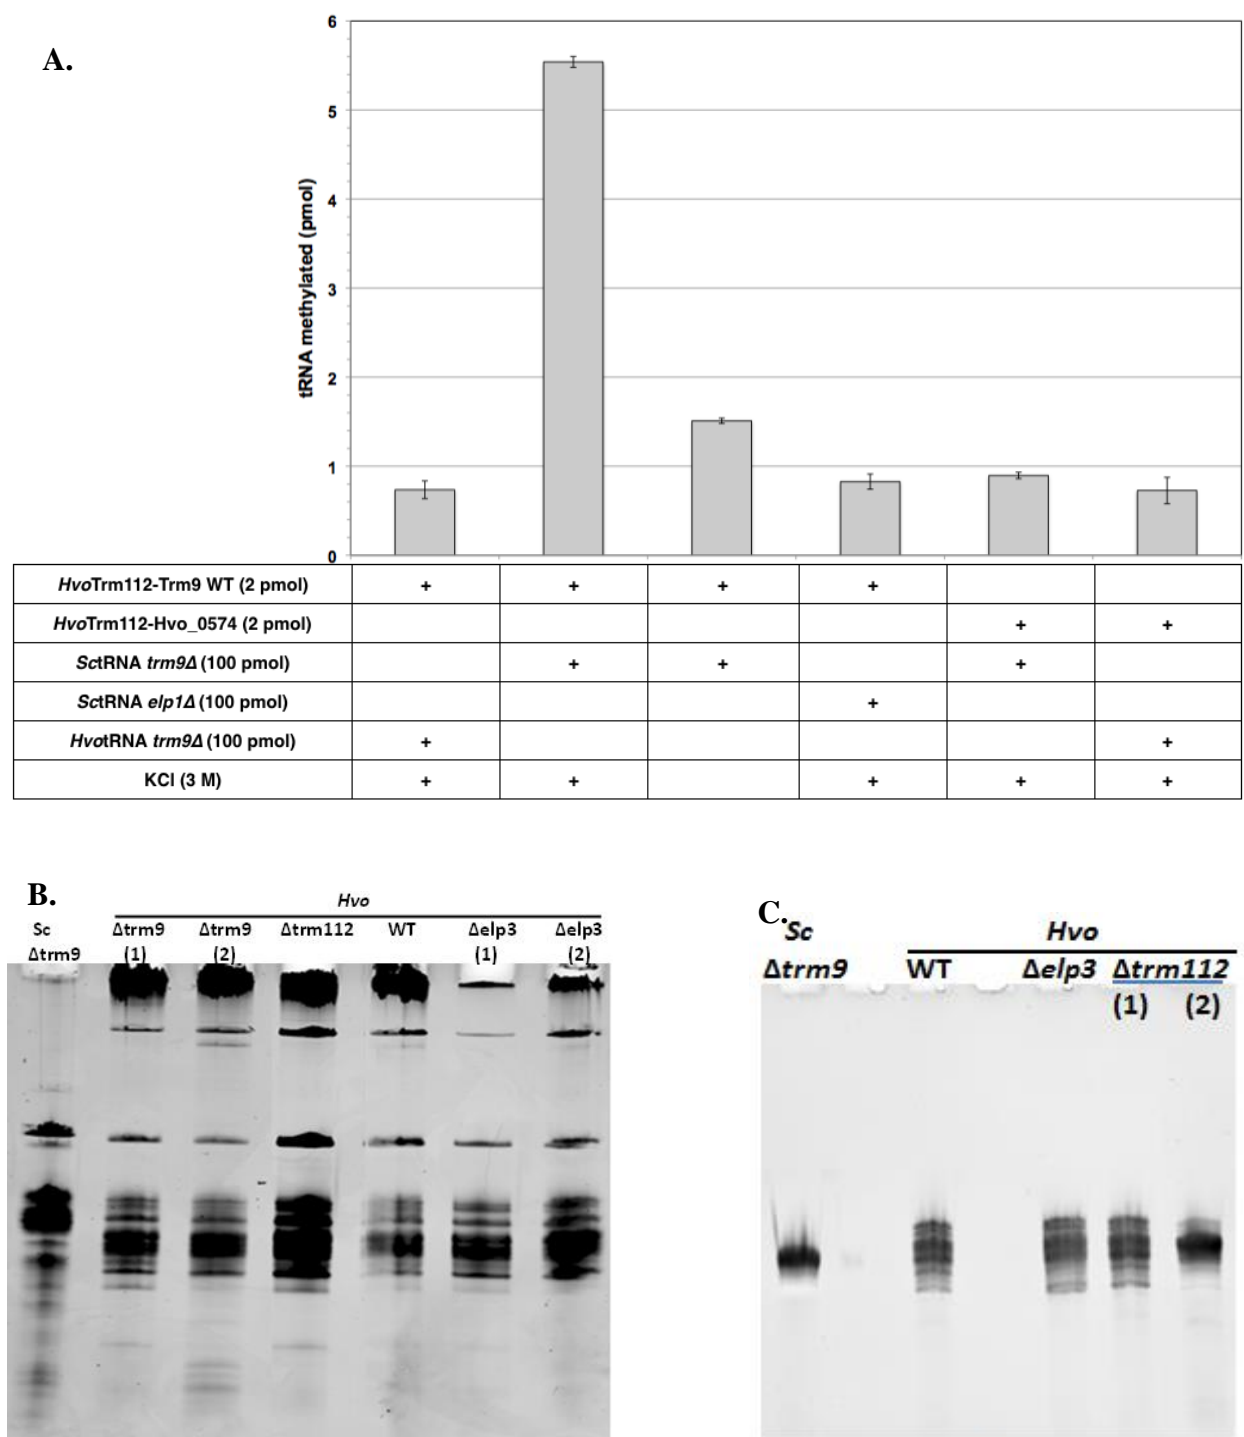 A.
6
5
4
3
2
1
0
tRNA methylated (pmol)
HvoTrm112-Trm9 WT (2 pmol) + + + +
HvoTrm112-Hvo_0574 (2 pmol) + +
SctRNA trm9Δ (100 pmol) + + +
SctRNA elp1Δ (100 pmol) +
HvotRNA trm9Δ (100 pmol) + +
KCl (3 M) + + + + +
B.
Hvo
Sc Δtrm9 Δtrm9 Δtrm112 WT Δelp3 Δelp3
Δtrm9 (1) (2) (1) (2)
C.
Sc Hvo
Δtrm9 WT Δelp3 Δtrm112
(1) (2)